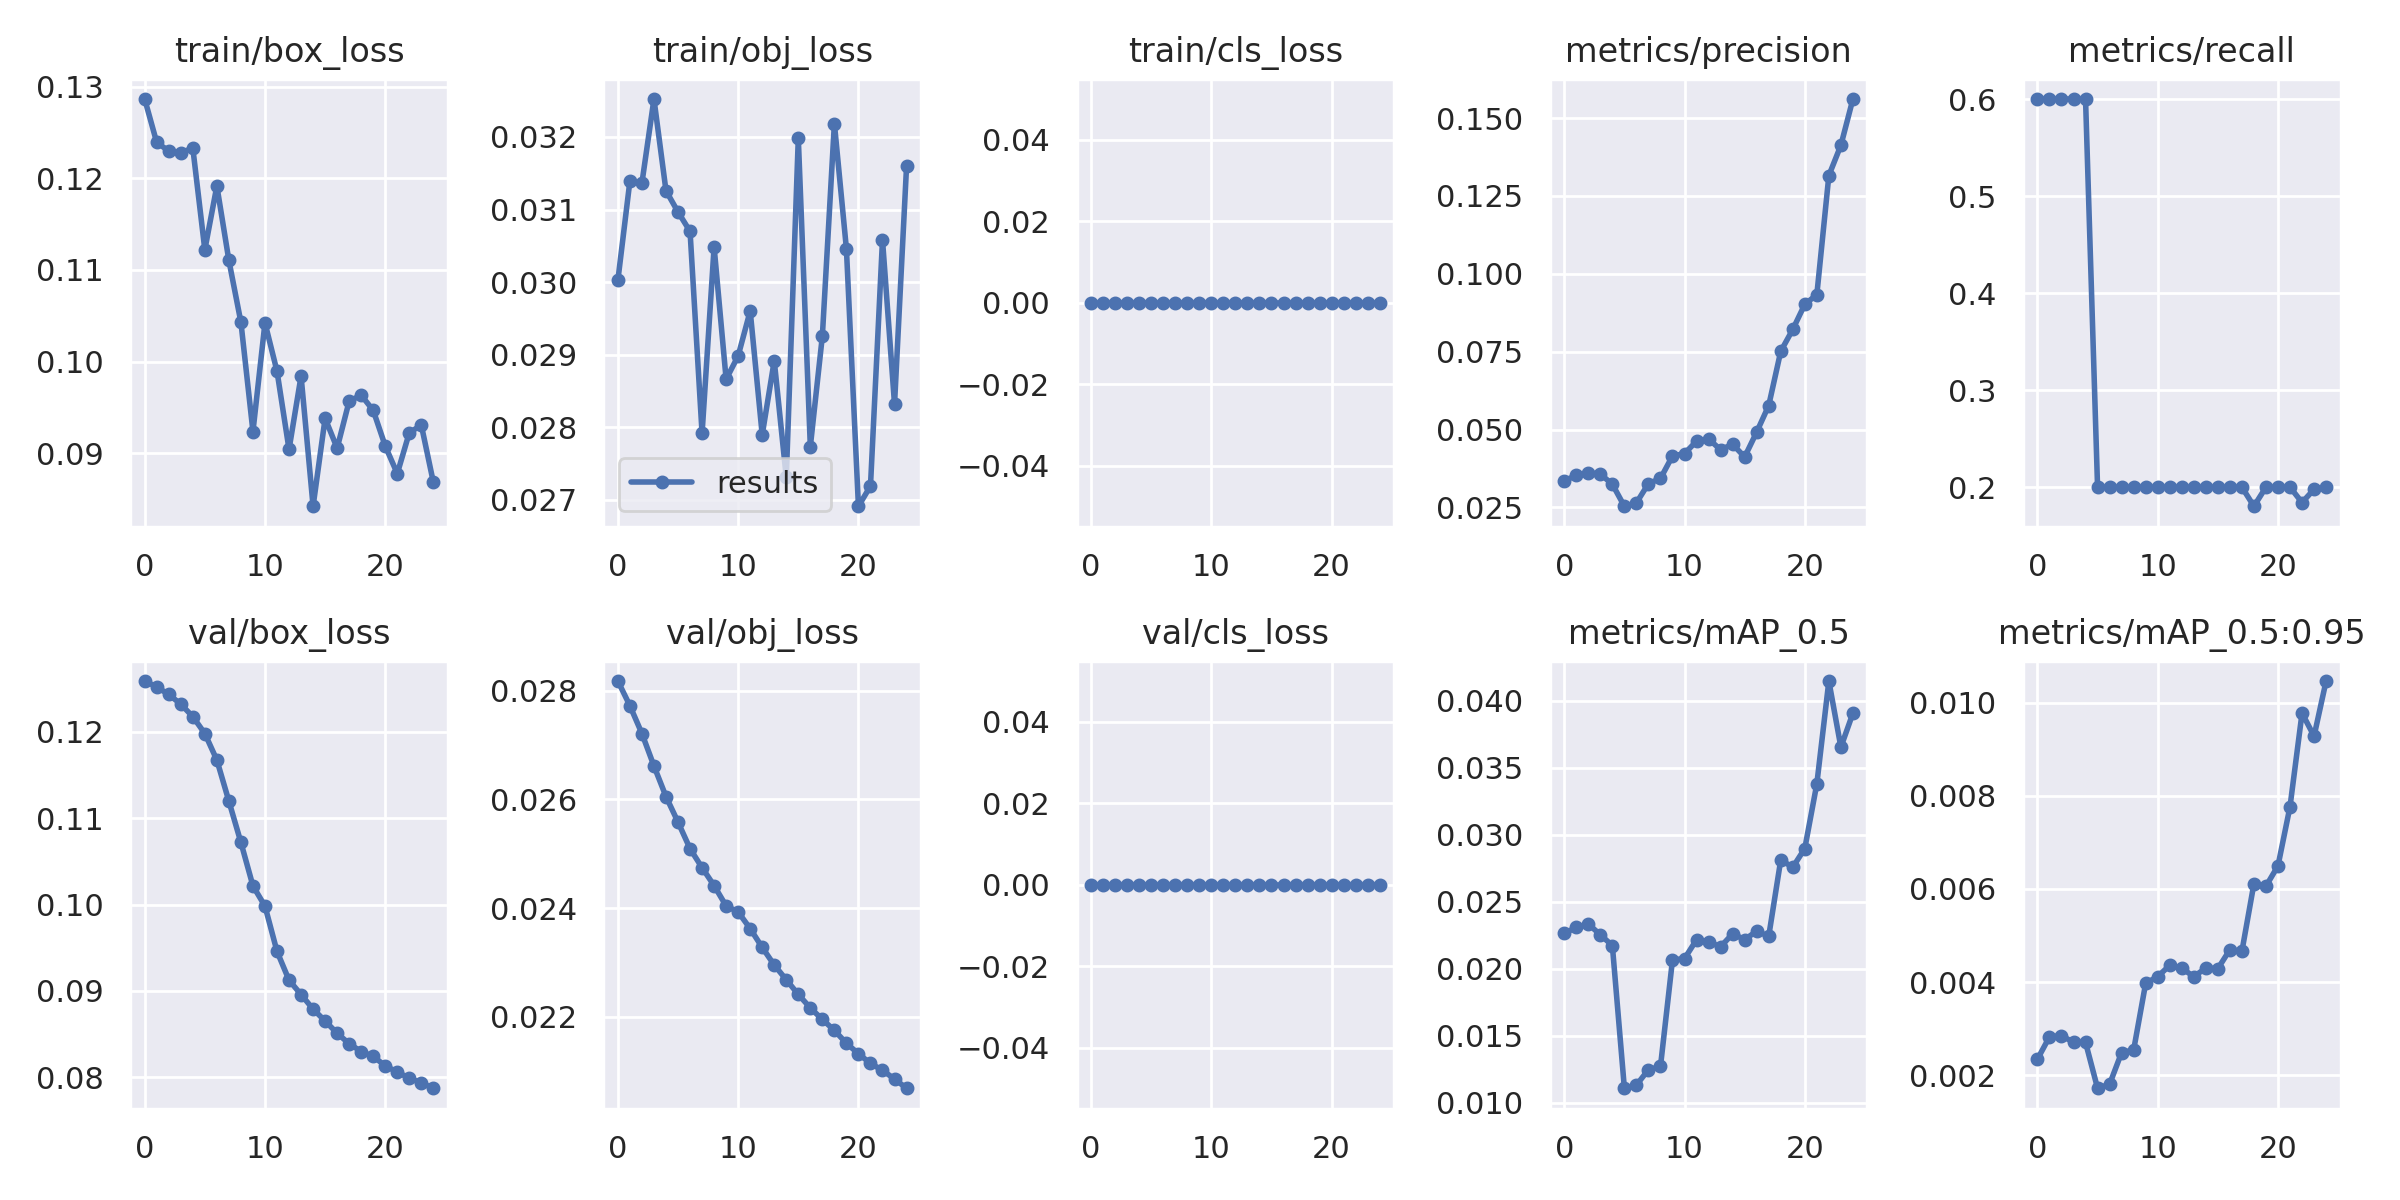 train/box_loss
0.13
0.12
0.11
0.10
0.09
0 10 20
train/obj_loss
0.032
0.031
0.030
0.029
0.028
0.027
results
0 10 20
train/cls_loss
0.04
0.02
0.00
−0.02
−0.04
0 10 20
metrics/precision
0.150
0.125
0.100
0.075
0.050
0.025
0 10 20
metrics/recall
0.6
0.5
0.4
0.3
0.2
0 10 20
val/box_loss
0.12
0.11
0.10
0.09
0.08
0 10 20
val/obj_loss
0.028
0.026
0.024
0.022
0 10 20
val/cls_loss
0.04
0.02
0.00
−0.02
−0.04
0 10 20
metrics/mAP_0.5
0.040
0.035
0.030
0.025
0.020
0.015
0.010
0 10 20
metrics/mAP_0.5:0.95
0.010
0.008
0.006
0.004
0.002
0 10 20